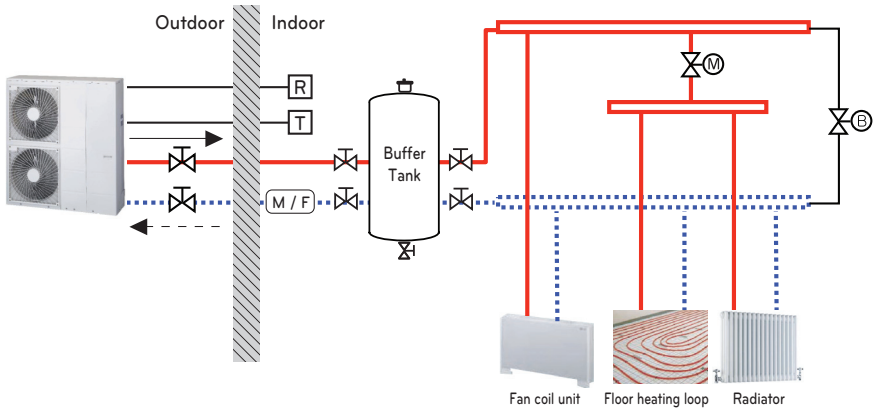 Outdoor
Indoor
R
T
M
B
Buffer
Tank
M / F
Fan coil unit
Floor heating loop
Radiator